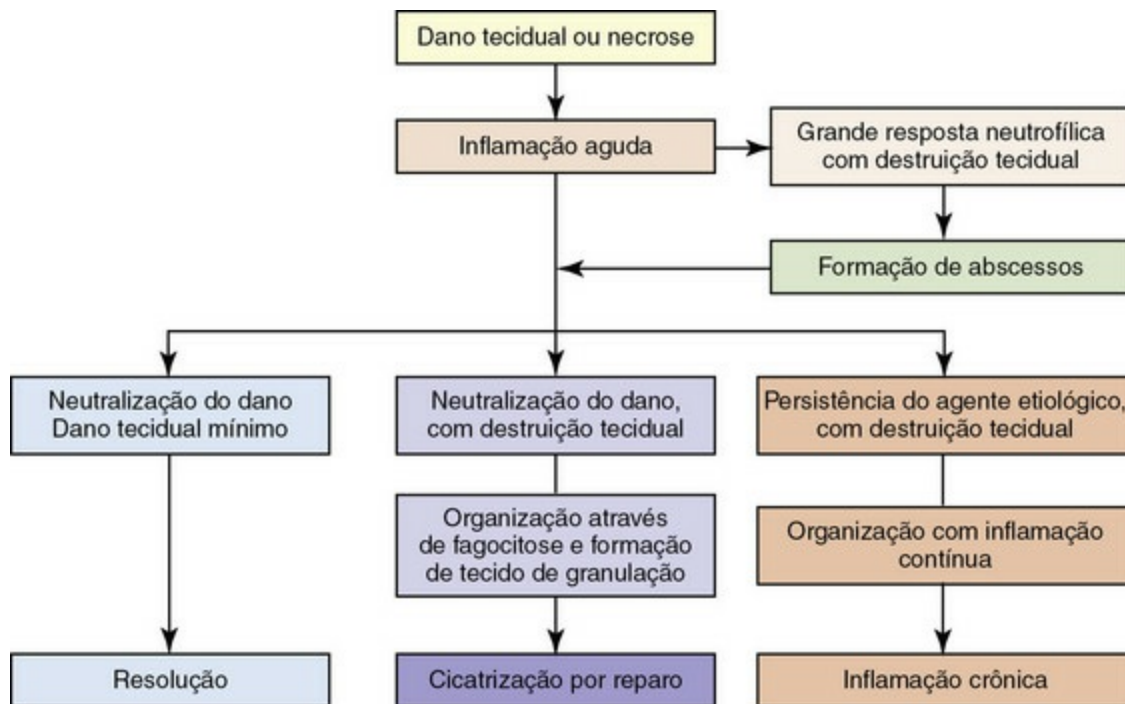 Dano tecidual ou necrose
Inflamação aguda
Grande resposta neutrofílica
com destruição tecidual
Formação de abscessos
Neutralização do dano
Dano tecidual mínimo
Neutralização do dano,
com destruição tecidual
Persistência do agente etiológico,
com destruição tecidual
Organização através
de fagocitose e formação
de tecido de granulação
Organização com inflamação
contínua
Resolução
Cicatrização por reparo
Inflamação crônica